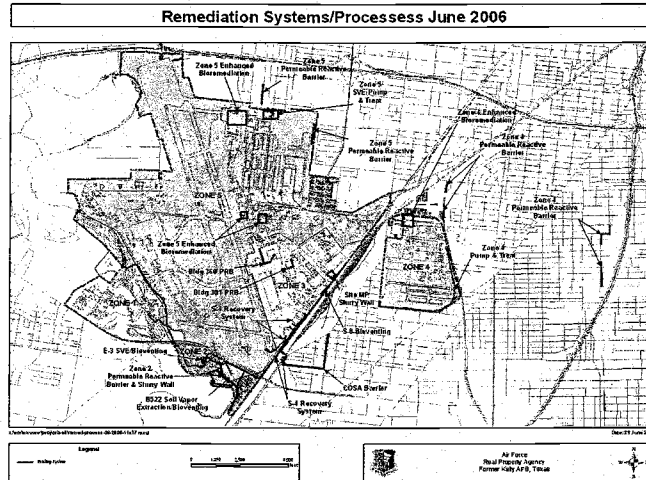 Remediation Systems/Processess June 2006
Zone 5 Enhanced
Bioremediation
Zone 5
Permeable Reactive
Barrier
Zone 5
SVE/Pump
& Treat
Zone 4 Enhanced
Bioremediation
Zone 4
Permeable Reactive
Barrier
Zone 5
Permeable Reactive
Barrier
Zone 4
Permeable Reactive
Barrier
ZONE 5
Zone 5 Enhanced
Bioremediation
ZONE 4
Zone 4
Pump & Treat
Bldg 360 PRB
Bldg 301 PRB
ZONE 3
Site MP
Slurry Wall
ZONE 1
Recovery
System
S-8 Bioventing
ZONE
E-3 SVE/Bioventing
Zone 2
Permeable Reactive
Barrier & Slurry Wall
B522 Soil Vapor
Extraction/Bioventing
S-4 Recovery
System
COSA Barrier
Legend
Air Force
Real Property Agency
Former Kelly AFB, Texas